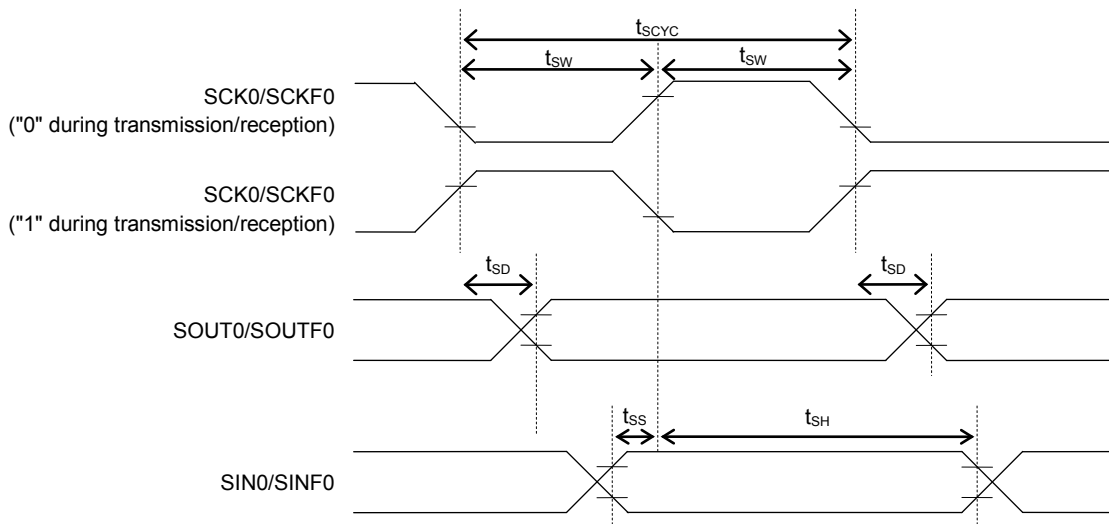 tSCYC
tSW tSW
SCK0/SCKF0
("0" during transmission/reception)
SCK0/SCKF0
("1" during transmission/reception)
tSD tSD
SOUT0/SOUTF0
tSS tSH
SIN0/SINF0